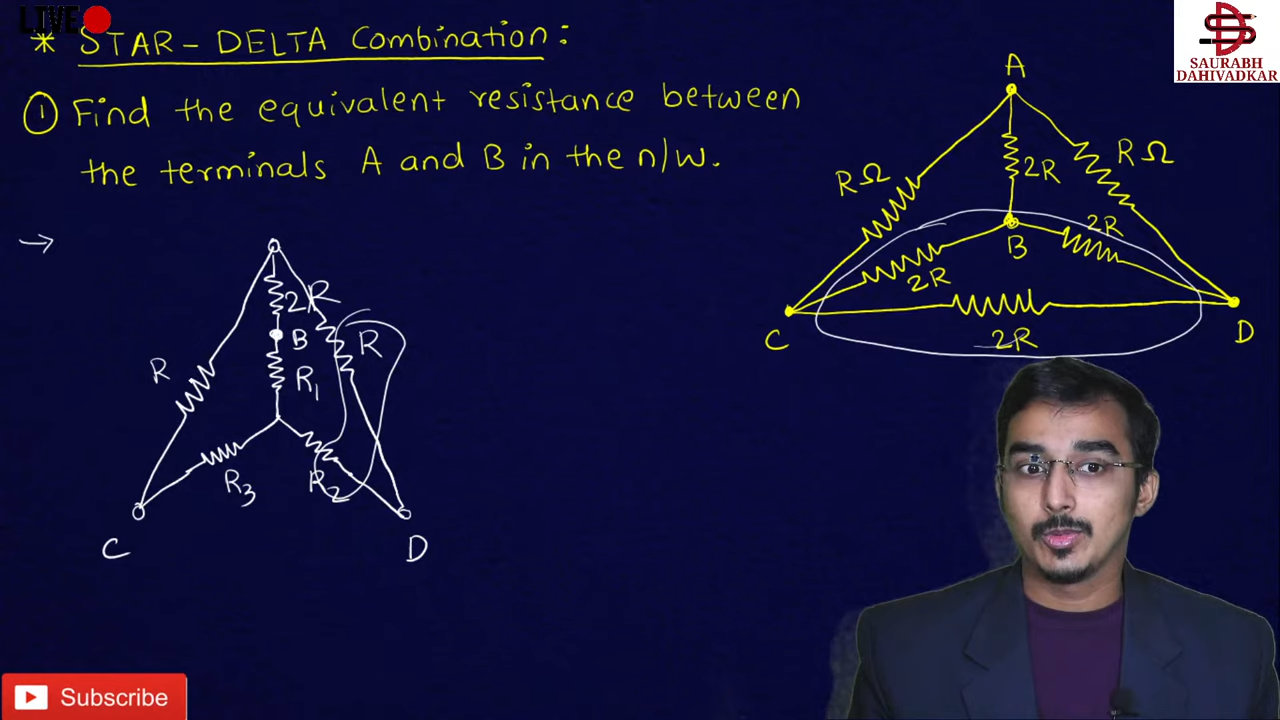 LIVE
* STAR-DELTA Combination:
① Find the equivalent resistance between
the terminals A and B in the n/w.
→
SAURABH
DAHIVADKAR
A
RΩ
2R
RΩ
B
2R
2R
2R
C
D
2R
B
R
R
R₁
R₃
R₂
C
D
Subscribe